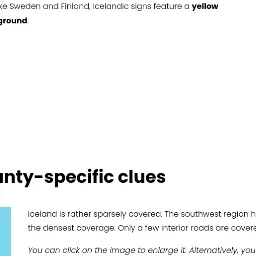 ke Sweden and Finland, Icelandic signs feature a yellow
ground.
unty-specific clues
Iceland is rather sparsely covered. The southwest region h
the densest coverage. Only a few interior roads are covere
You can click on the image to enlarge it. Alternatively, you